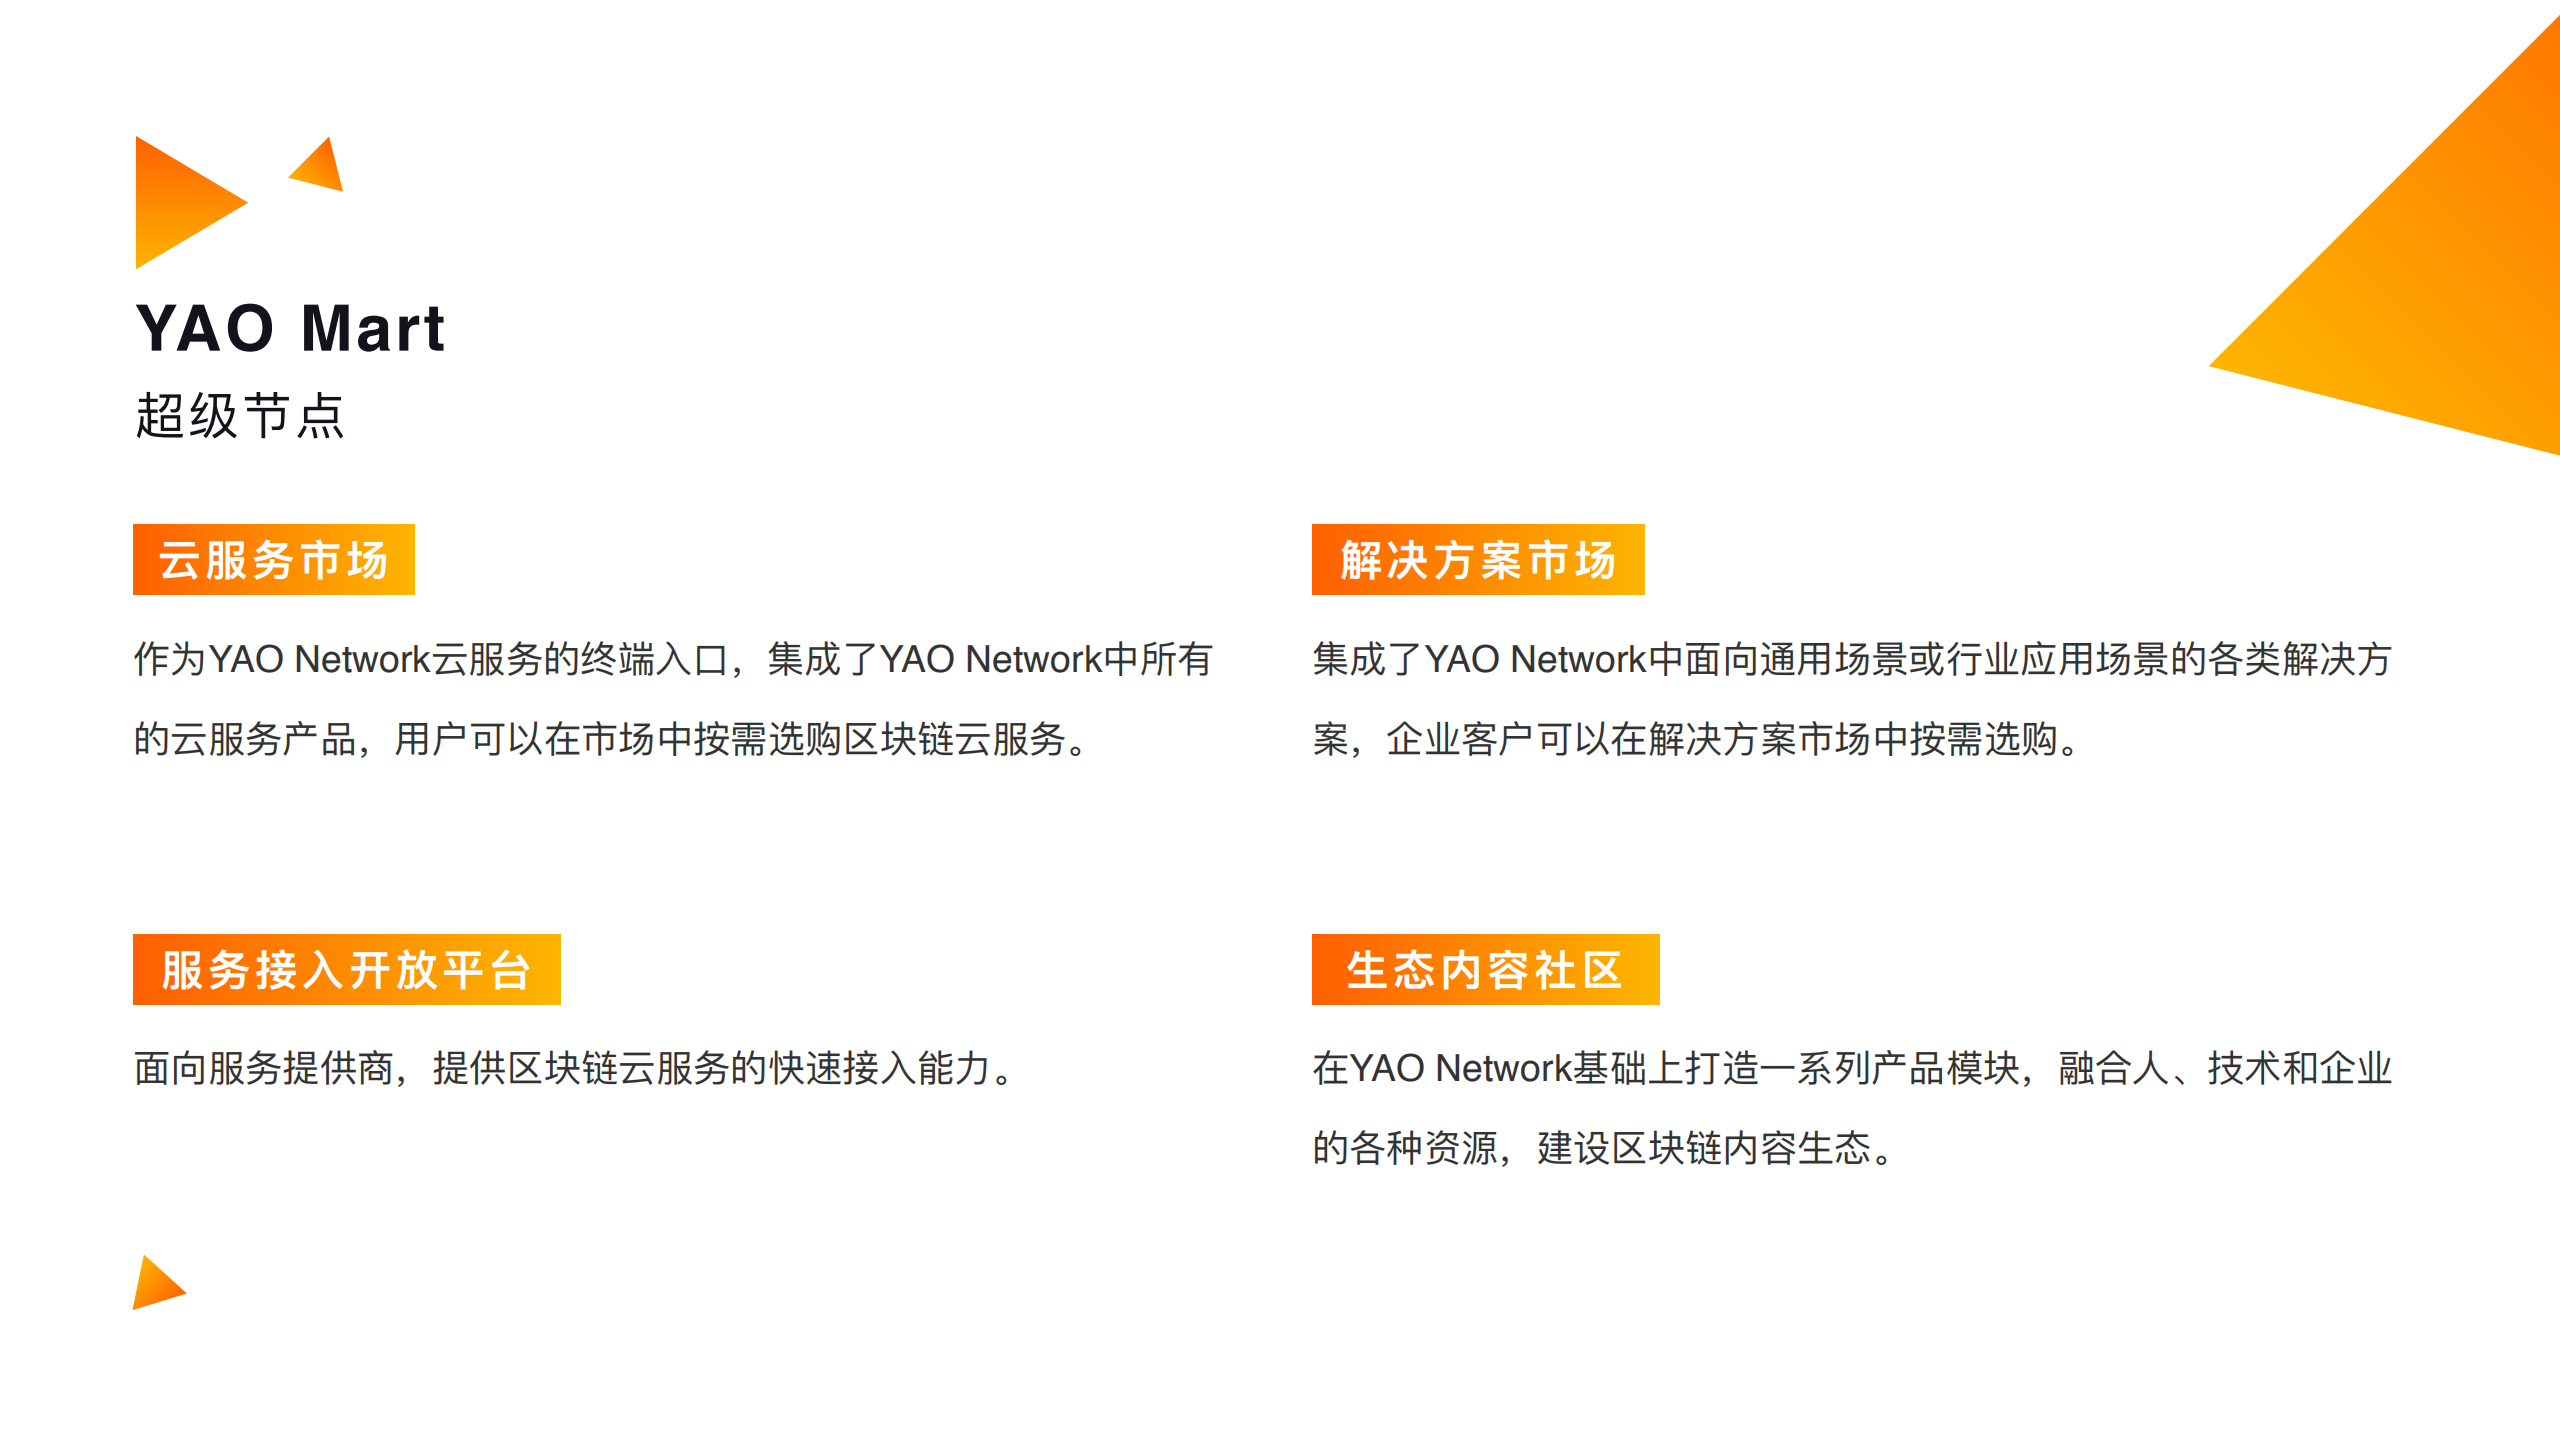 YAO Mart
超级节点
云服务市场
作为YAO Network云服务的终端入口，集成了YAO Network中所有
的云服务产品，用户可以在市场中按需选购区块链云服务。
解决方案市场
集成了YAO Network中面向通用场景或行业应用场景的各类解决方
案，企业客户可以在解决方案市场中按需选购。
服务接入开放平台
面向服务提供商，提供区块链云服务的快速接入能力。
生态内容社区
在YAO Network基础上打造一系列产品模块，融合人、技术和企业
的各种资源，建设区块链内容生态。